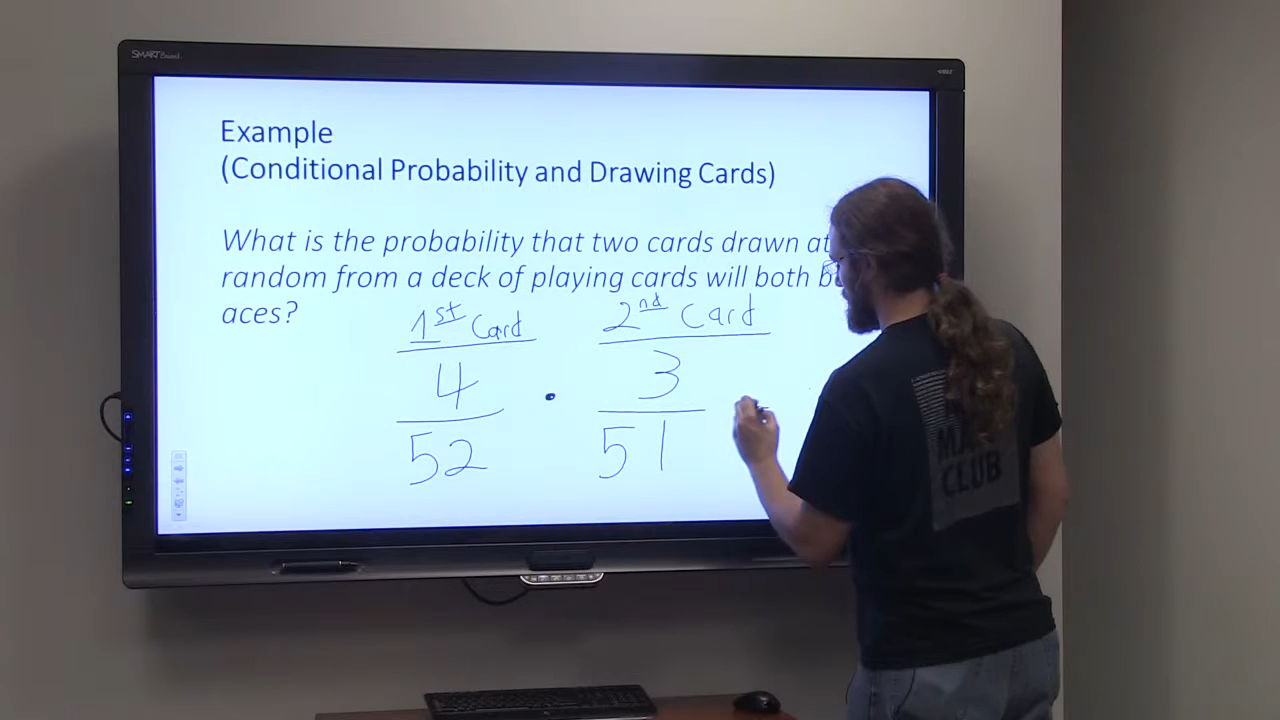 SMART Board
Example
(Conditional Probability and Drawing Cards)
What is the probability that two cards drawn at
random from a deck of playing cards will both b
aces?
1st Card 2nd Card
4 • 3
52 51
CLUB